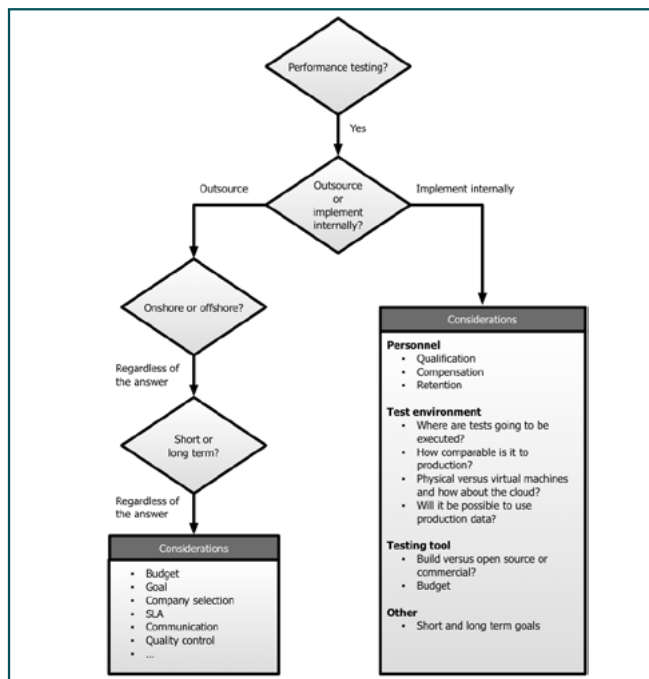 Performance testing?
Yes
Outsource
Outsource
or
implement
internally?
Implement internally
Onshore or offshore?
Regardless of
the answer
Short or
long term?
Regardless of
the answer
Considerations
▪ Budget
▪ Goal
▪ Company selection
▪ SLA
▪ Communication
▪ Quality control
▪ ...
Considerations
Personnel
▪ Qualification
▪ Compensation
▪ Retention
Test environment
▪ Where are tests going to be
executed?
▪ How comparable is it to
production?
▪ Physical versus virtual machines
and how about the cloud?
▪ Will it be possible to use
production data?
Testing tool
▪ Build versus open source or
commercial?
▪ Budget
Other
▪ Short and long term goals